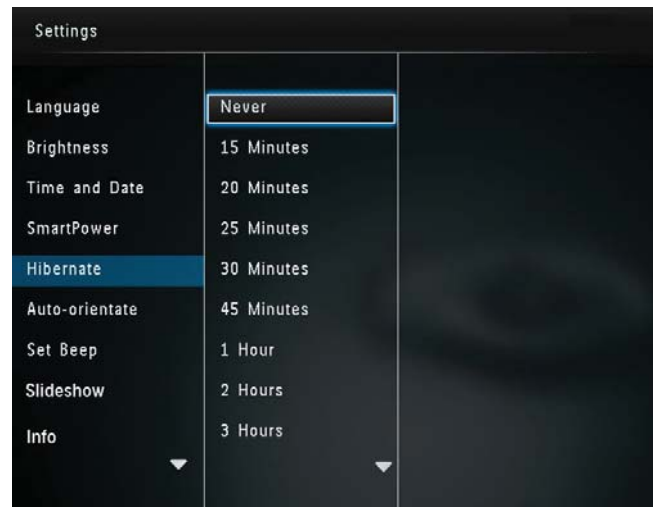 Settings
Language
Brightness
Time and Date
SmartPower
Hibernate
Auto-orientate
Set Beep
Slideshow
Info
Never
15 Minutes
20 Minutes
25 Minutes
30 Minutes
45 Minutes
1 Hour
2 Hours
3 Hours